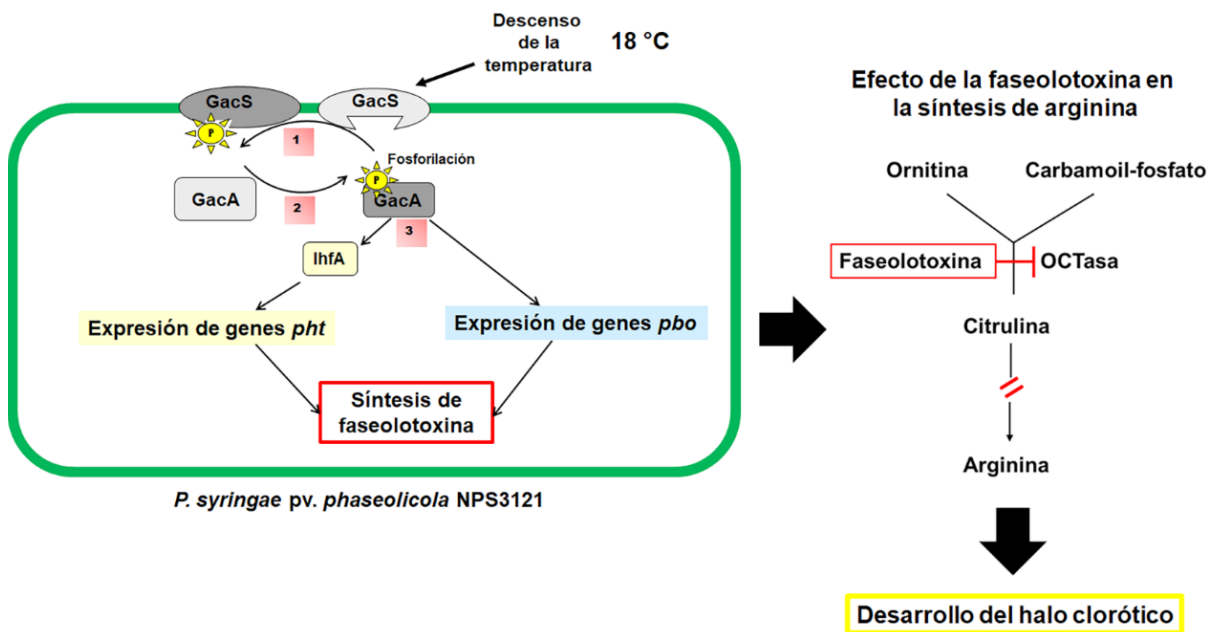 Descenso
de la
temperatura
18 °C
GacS
GacS
P
1
Fosforilación
P
GacA
2
GacA
3
IhfA
Expresión de genes pht
Expresión de genes pbo
Síntesis de
faseolotoxina
P. syringae pv. phaseolicola NPS3121
Efecto de la faseolotoxina en
la síntesis de arginina
Ornitina
Carbamoil-fosfato
Faseolotoxina
OCTasa
Citrulina
Arginina
Desarrollo del halo clorótico